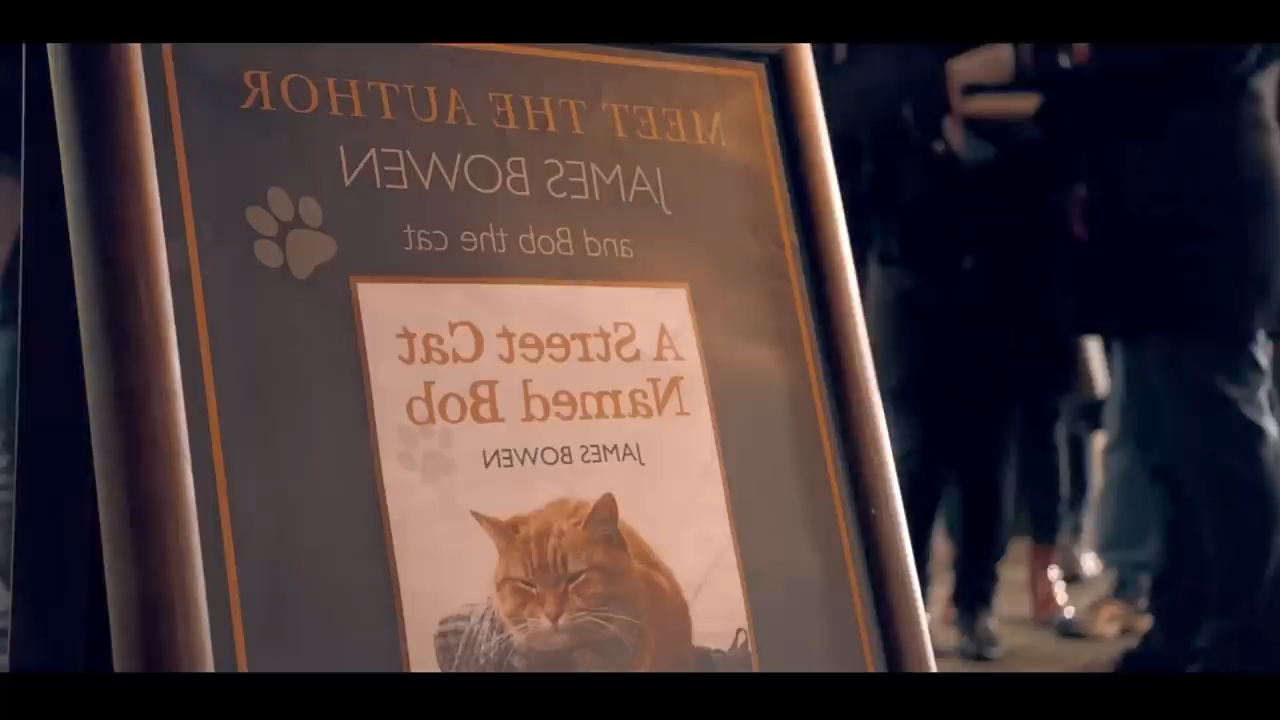 MEET THE AUTHOR
JAMES BOWEN
and Bob the cat
A Street Cat
Named Bob
JAMES BOWEN